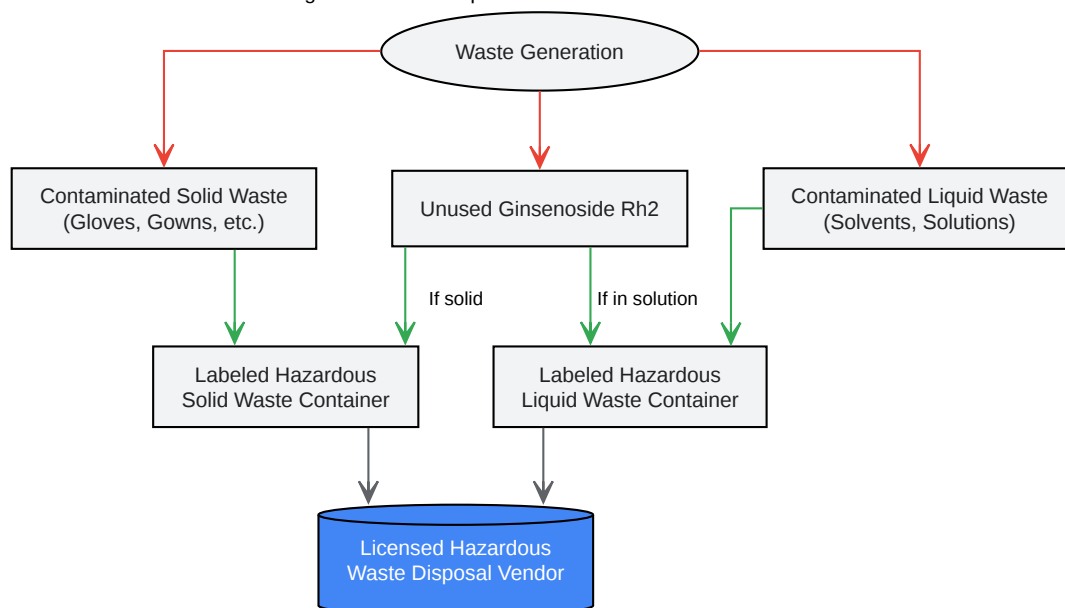 Waste Generation
Contaminated Solid Waste
(Gloves, Gowns, etc.)
Unused Ginsenoside Rh2
Contaminated Liquid Waste
(Solvents, Solutions)
If solid
If in solution
Labeled Hazardous
Solid Waste Container
Labeled Hazardous
Liquid Waste Container
Licensed Hazardous
Waste Disposal Vendor